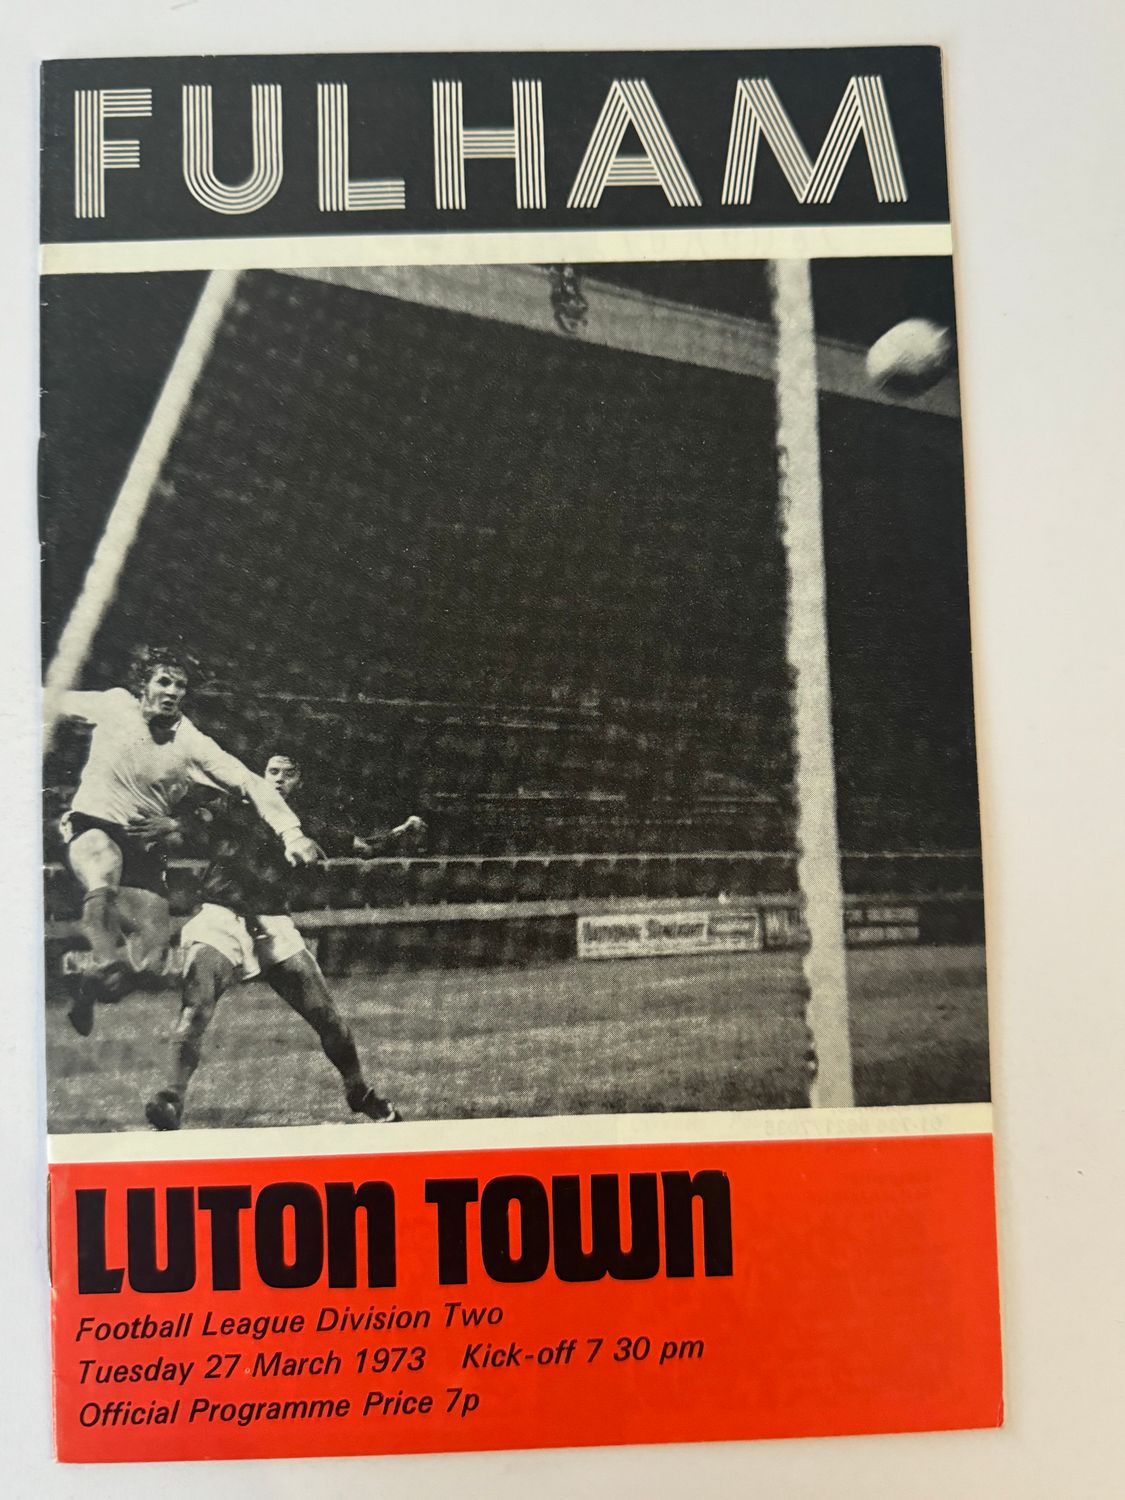 FULHAM
LUTON TOWN
Football League Division Two
Tuesday 27 March 1973 Kick-off 7 30 pm
Official Programme Price 7p